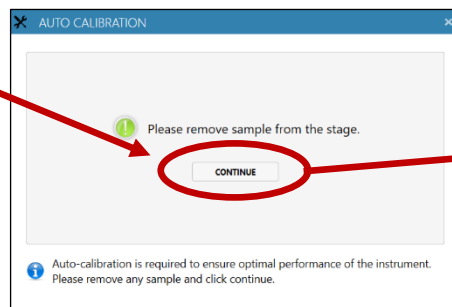 AUTO CALIBRATION
Please remove sample from the stage.
CONTINUE
Auto-calibration is required to ensure optimal performance of the instrument.
Please remove any sample and click continue.